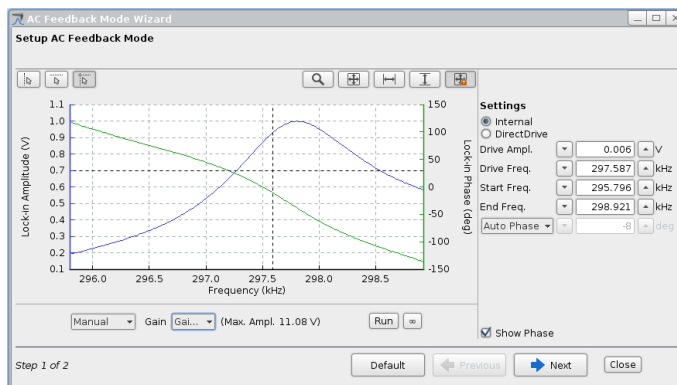 AC Feedback Mode Wizard
Setup AC Feedback Mode
1.1
1.0
0.9
0.8
0.7
0.6
0.5
0.4
0.3
0.2
0.1
Lock-in Amplitude (V)
150
100
50
0
-50
-100
-150
Lock-in Phase (deg)
296.0 296.5 297.0 297.5 298.0 298.5
Frequency (kHz)
Settings
Internal
DirectDrive
Drive Ampl. 0.006 V
Drive Freq. 297.587 kHz
Start Freq. 295.796 kHz
End Freq. 298.921 kHz
Auto Phase -8 deg
Manual Gain Gai... (Max. Ampl. 11.08 V) Run ∞
Show Phase
Step 1 of 2 Default Previous Next Close